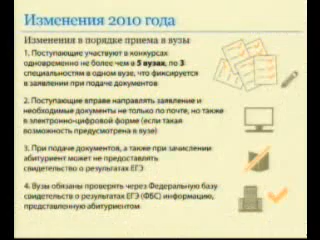 Изменения 2010 года
Изменения в порядке приема в вузы
1. Поступающие участвуют в конкурсах
одновременно не более чем в 5 вузах, по 3
специальностям в одном вузе, что фиксируется
в заявлении при подаче документов
2. Поступающие вправе направлять заявление и
необходимые документы не только по почте, но также
в электронно-цифровой форме (если такая
возможность предусмотрена в вузе)
3. При подаче документов, а также при зачислении
абитуриент может не предоставлять
свидетельство о результатах ЕГЭ
4. Вузы обязаны проверять через Федеральную базу
свидетельств о результатах ЕГЭ (ФБС) информацию,
представленную абитуриентом